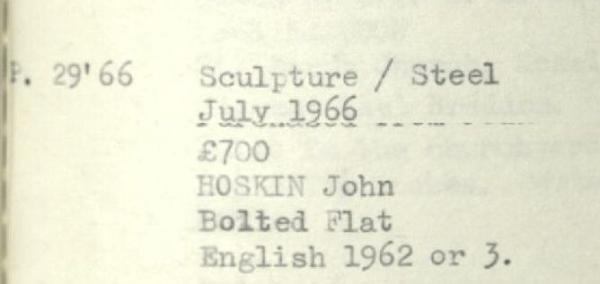 P. 29'66 Sculpture / Steel
July 1966
£700
HOSKIN John
Bolted Flat
English 1962 or 3.